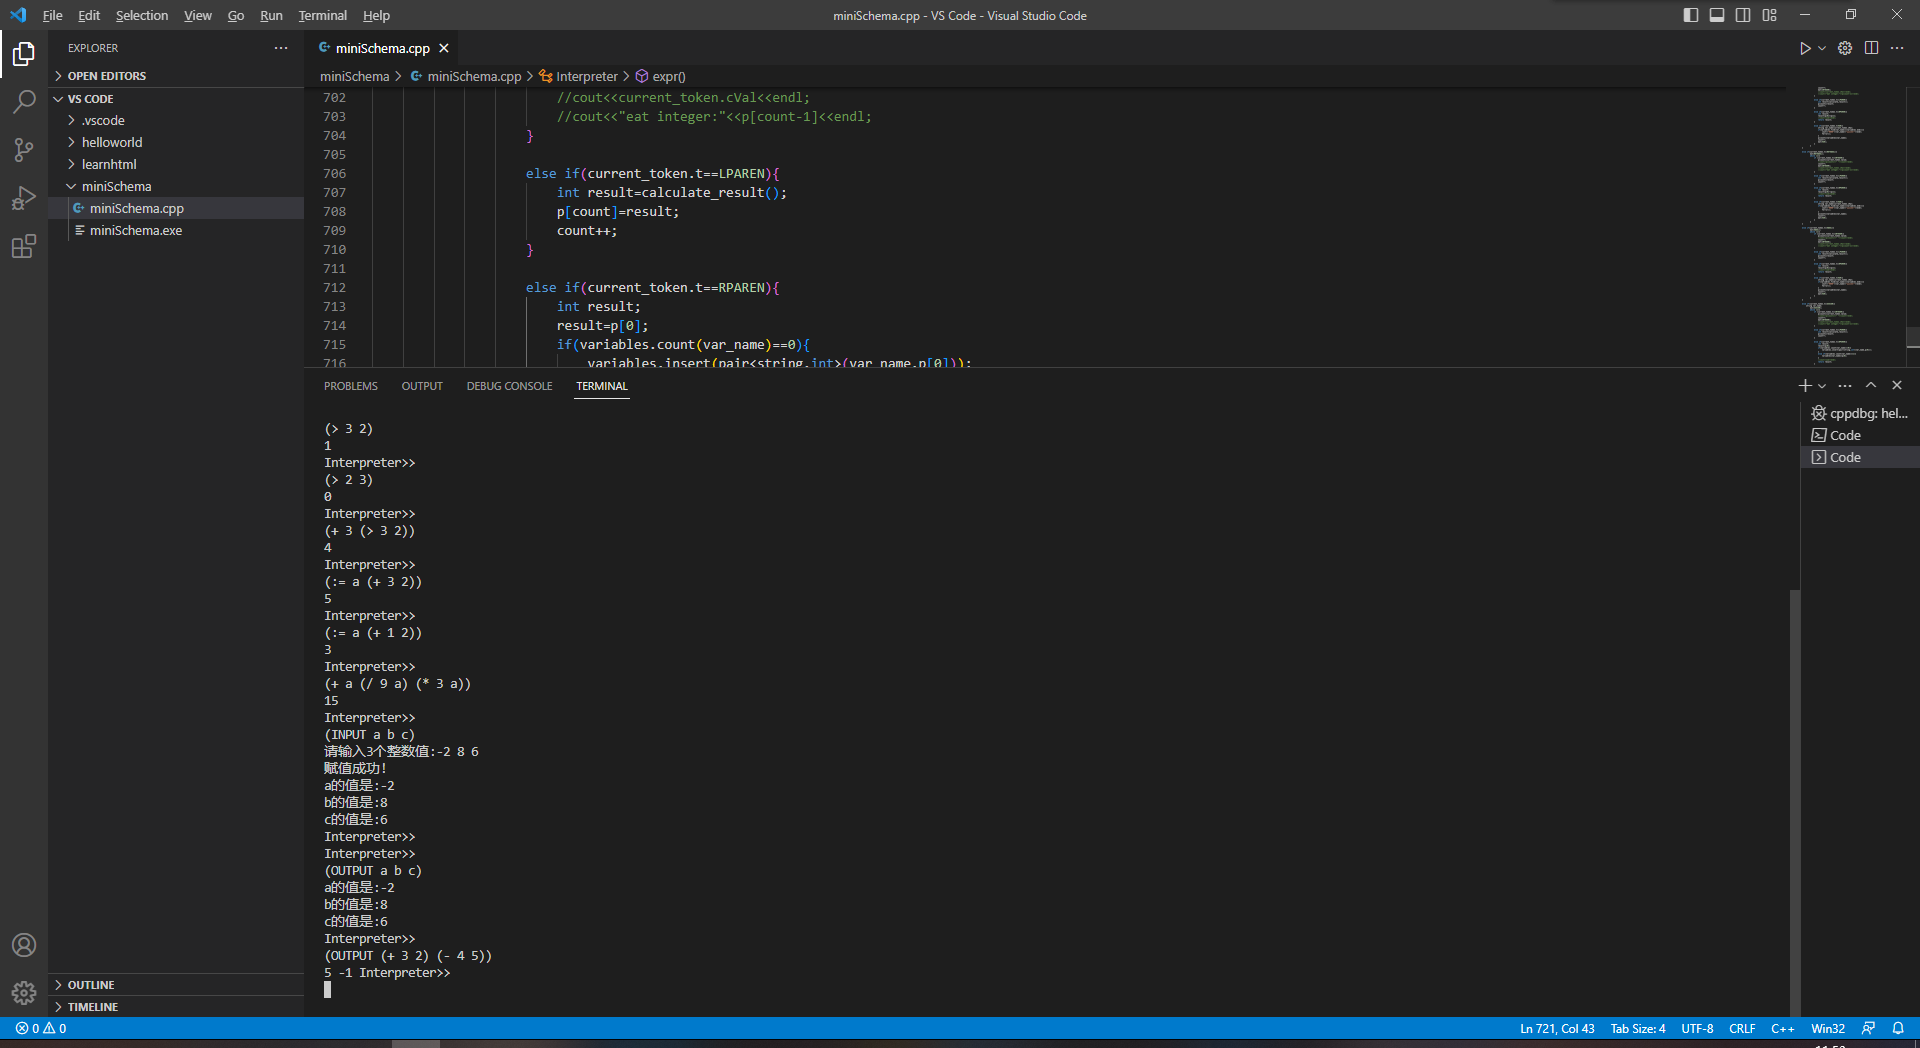 File Edit Selection View Go Run Terminal Help
miniSchema.cpp - VS Code - Visual Studio Code
EXPLORER
OPEN EDITORS
VS CODE
.vscode
helloworld
learnhtml
miniSchema
miniSchema.cpp
miniSchema.exe
OUTLINE
TIMELINE
miniSchema.cpp
miniSchema > miniSchema.cpp > Interpreter > expr()
702 //cout<<current_token.cVal<<endl;
703 //cout<<"eat integer:"<<p[count-1]<<endl;
704 }
705
706 else if(current_token.t==LPAREN){
707 int result=calculate_result();
708 p[count]=result;
709 count++;
710 }
711
712 else if(current_token.t==RPAREN){
713 int result;
714 result=p[0];
715 if(variables.count(var_name)==0){
716 variables.insert(pair<string,int>(var_name,p[0]));
PROBLEMS OUTPUT DEBUG CONSOLE TERMINAL
(> 3 2)
1
Interpreter>>
(> 2 3)
0
Interpreter>>
(+ 3 (> 3 2))
4
Interpreter>>
(:= a (+ 3 2))
5
Interpreter>>
(:= a (+ 1 2))
3
Interpreter>>
(+ a (/ 9 a) (* 3 a))
15
Interpreter>>
(INPUT a b c)
请输入3个整数值:-2 8 6
赋值成功!
a的值是:-2
b的值是:8
c的值是:6
Interpreter>>
Interpreter>>
(OUTPUT a b c)
a的值是:-2
b的值是:8
c的值是:6
Interpreter>>
(OUTPUT (+ 3 2) (- 4 5))
5 -1 Interpreter>>
cppdbg: hel...
Code
Code
0 0
Ln 721, Col 43 Tab Size: 4 UTF-8 CRLF C++ Win32